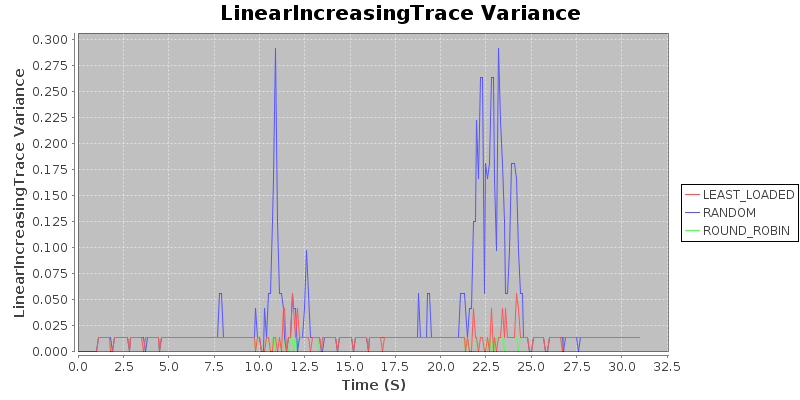 LinearIncreasingTrace Variance
LinearIncreasingTrace Variance
0.300
0.275
0.250
0.225
0.200
0.175
0.150
0.125
0.100
0.075
0.050
0.025
0.000
0.0 2.5 5.0 7.5 10.0 12.5 15.0 17.5 20.0 22.5 25.0 27.5 30.0 32.5
Time (S)
LEAST_LOADED
RANDOM
ROUND_ROBIN